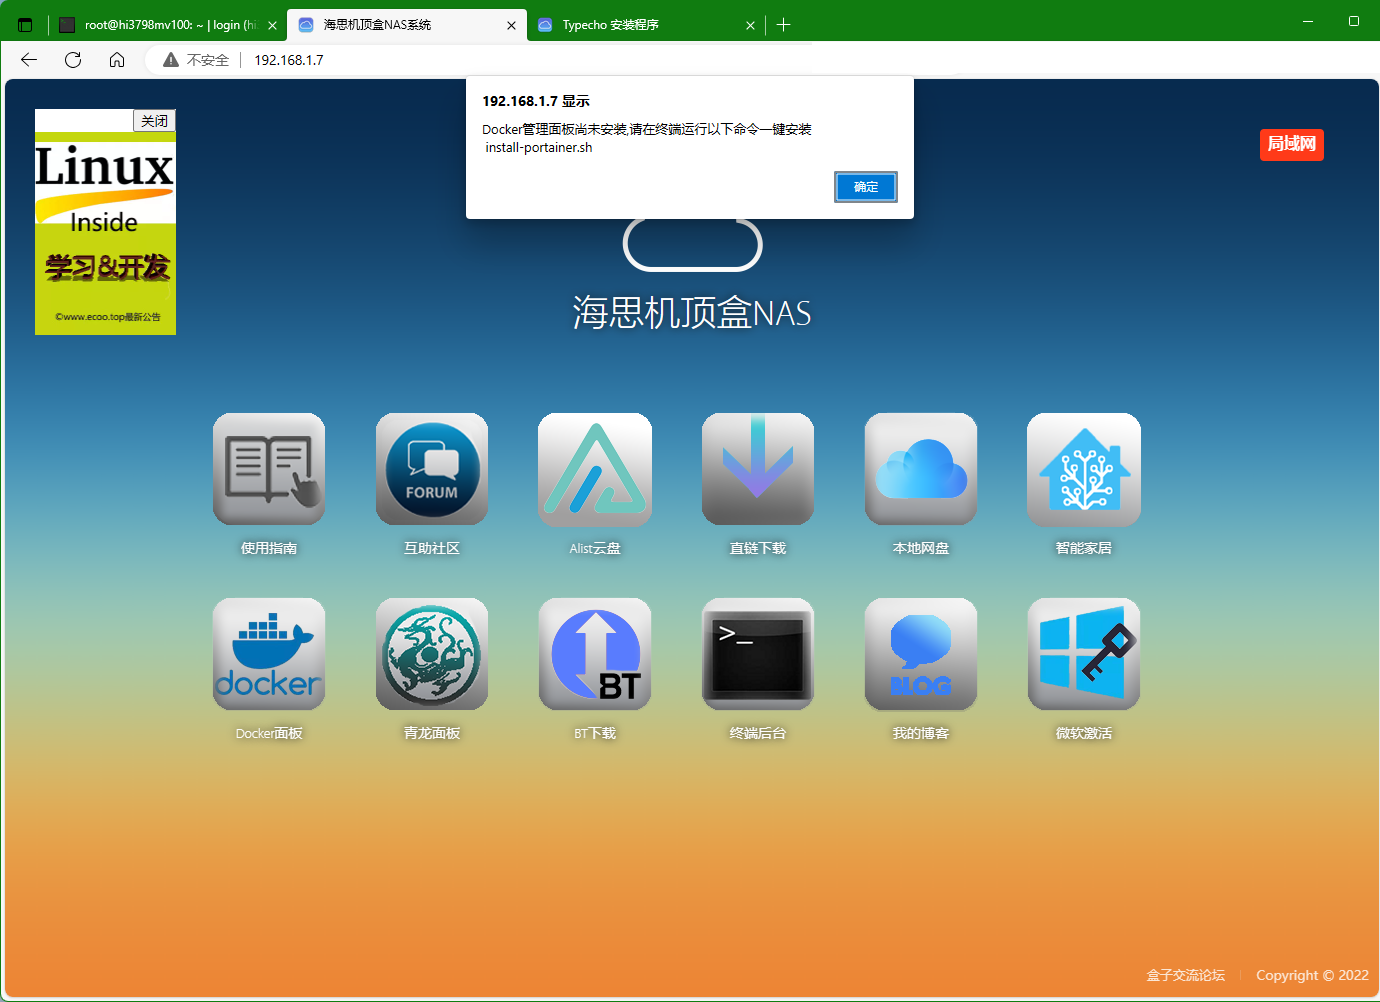 root@hi3798mv100: ~ | login (hi
海思机顶盒NAS系统
Typecho 安装程序
不安全
192.168.1.7
192.168.1.7 显示
Docker管理面板尚未安装,请在终端运行以下命令一键安装
install-portainer.sh
确定
关闭
Linux
Inside
学习&开发
©www.ecoo.top最新公告
局域网
海思机顶盒NAS
FORUM
使用指南
互助社区
Alist云盘
直链下载
本地网盘
智能家居
docker
BT
>_
BLOG
Docker面板
青龙面板
BT下载
终端后台
我的博客
微软激活
盒子交流论坛
Copyright © 2022